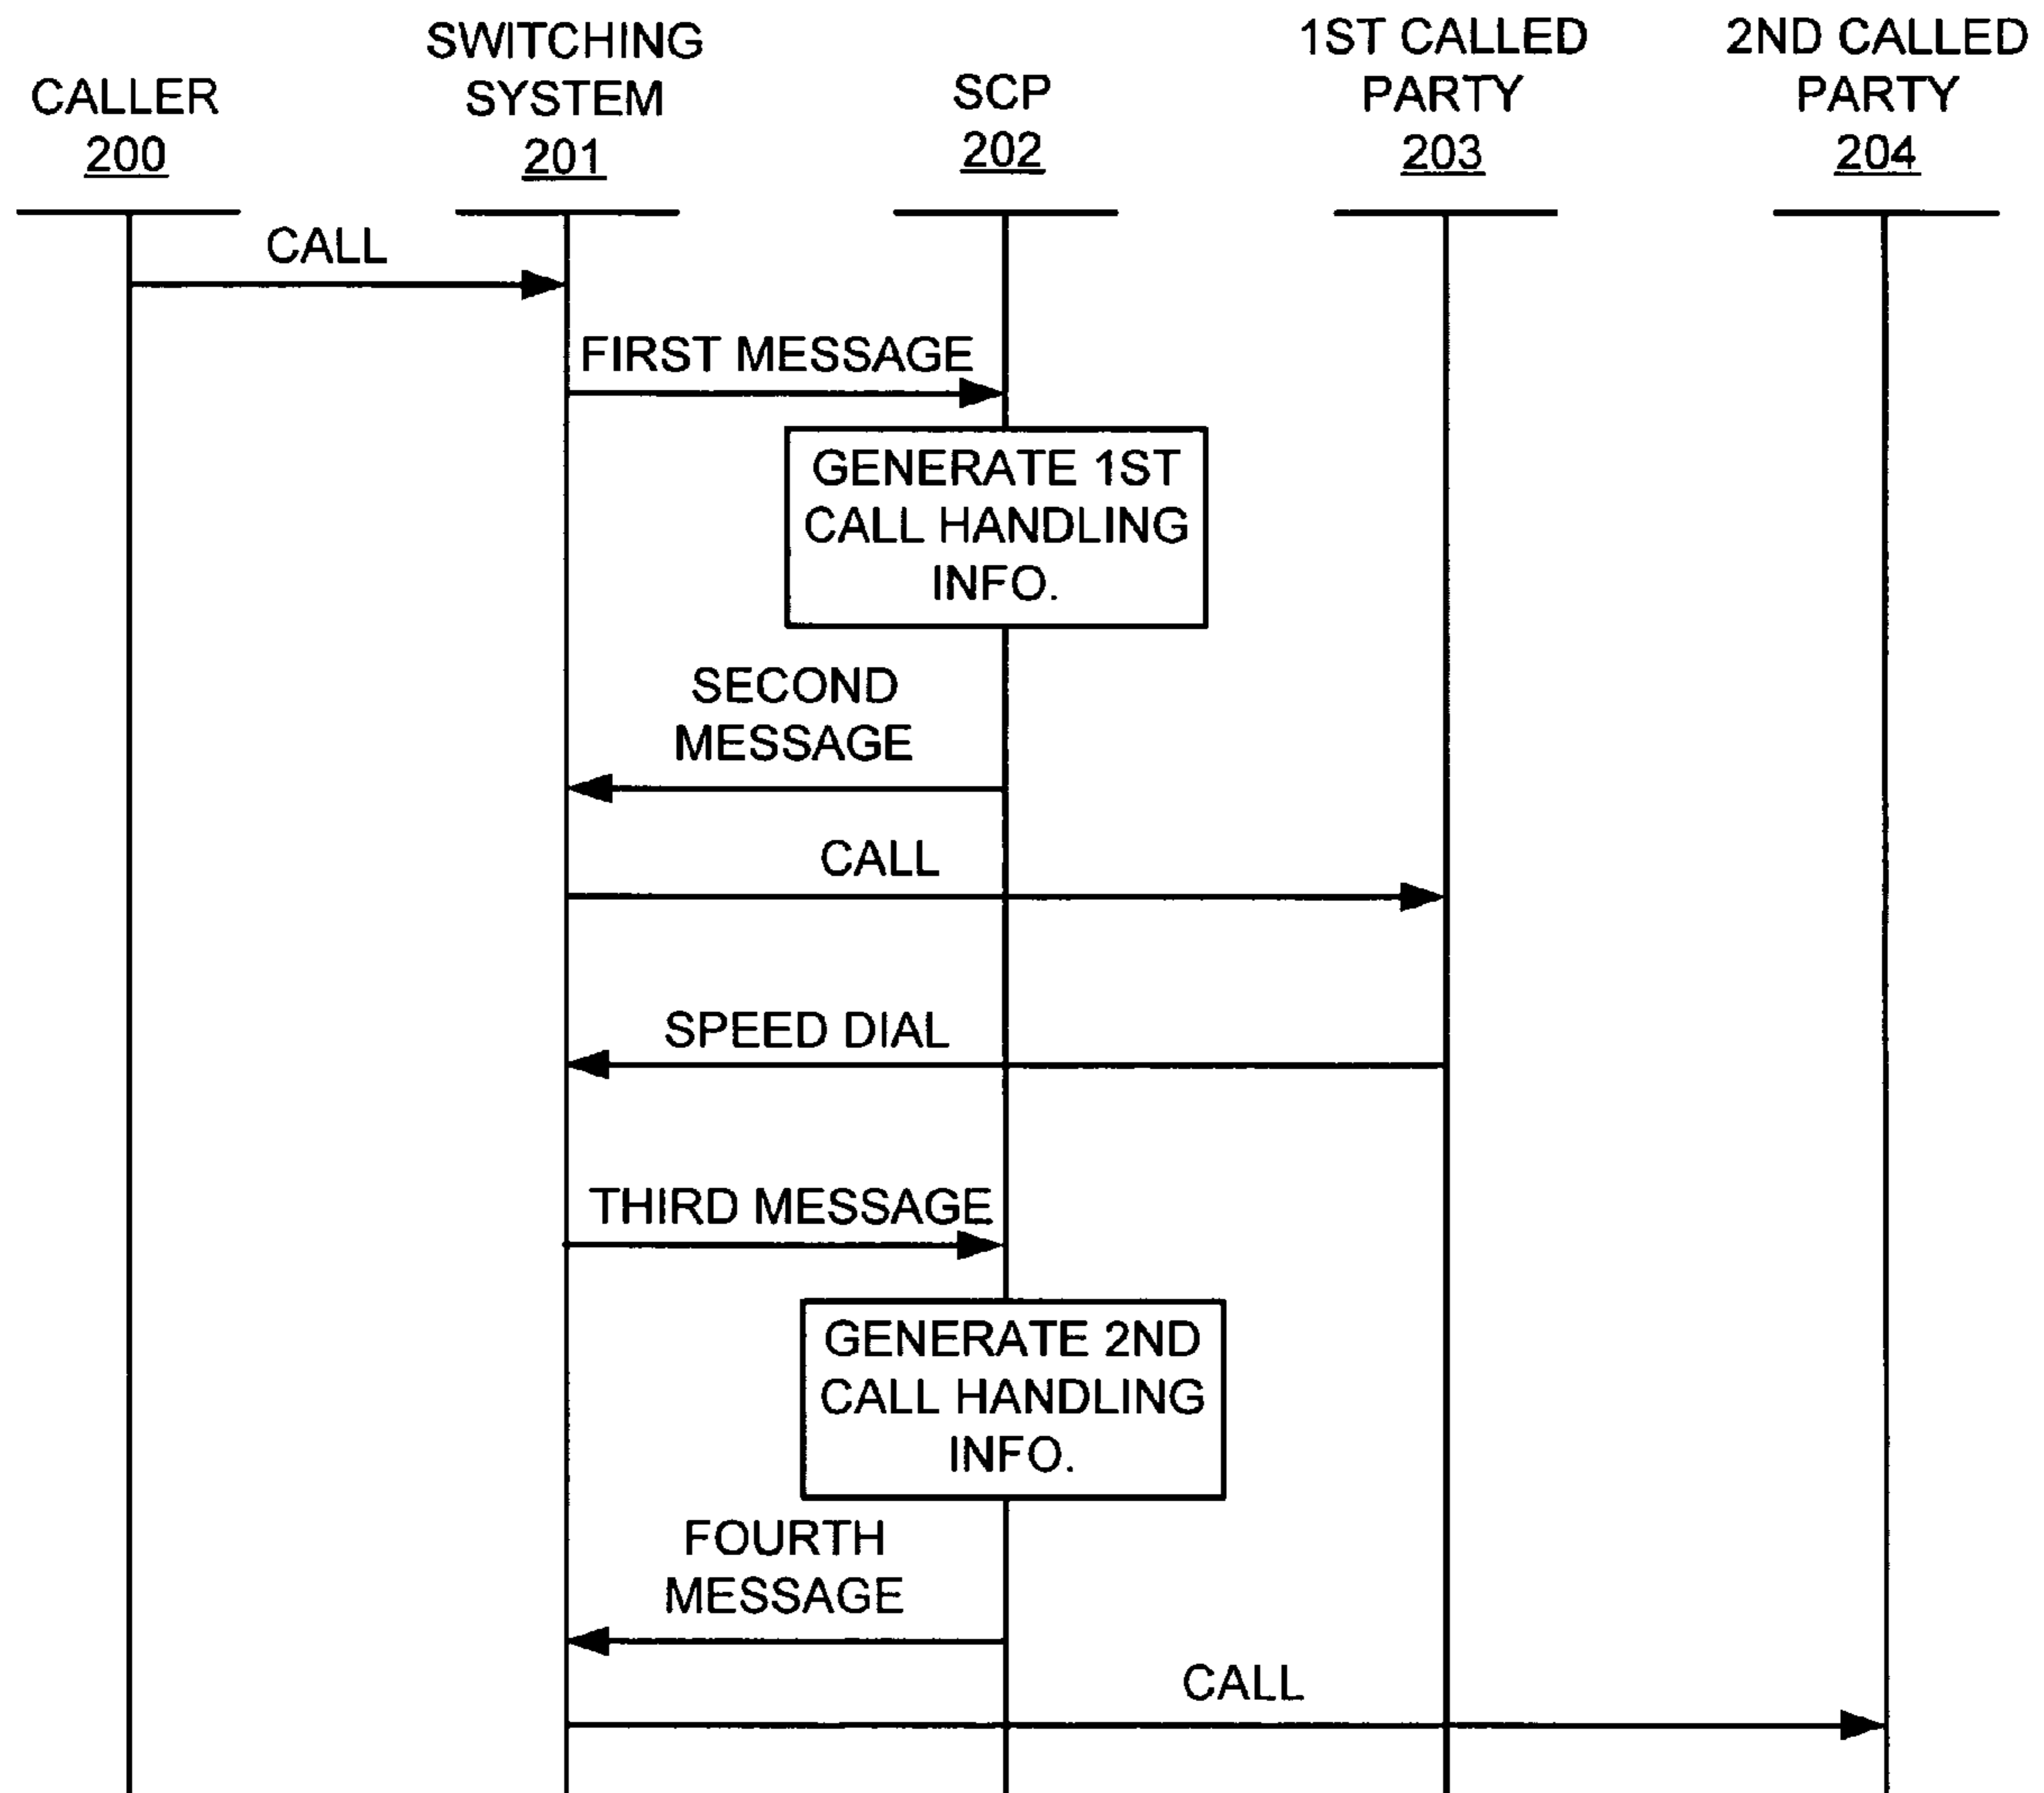 CALLER
200
SWITCHING
SYSTEM
201
SCP
202
1ST CALLED
PARTY
203
2ND CALLED
PARTY
204
CALL
FIRST MESSAGE
GENERATE 1ST
CALL HANDLING
INFO.
SECOND
MESSAGE
CALL
SPEED DIAL
THIRD MESSAGE
GENERATE 2ND
CALL HANDLING
INFO.
FOURTH
MESSAGE
CALL